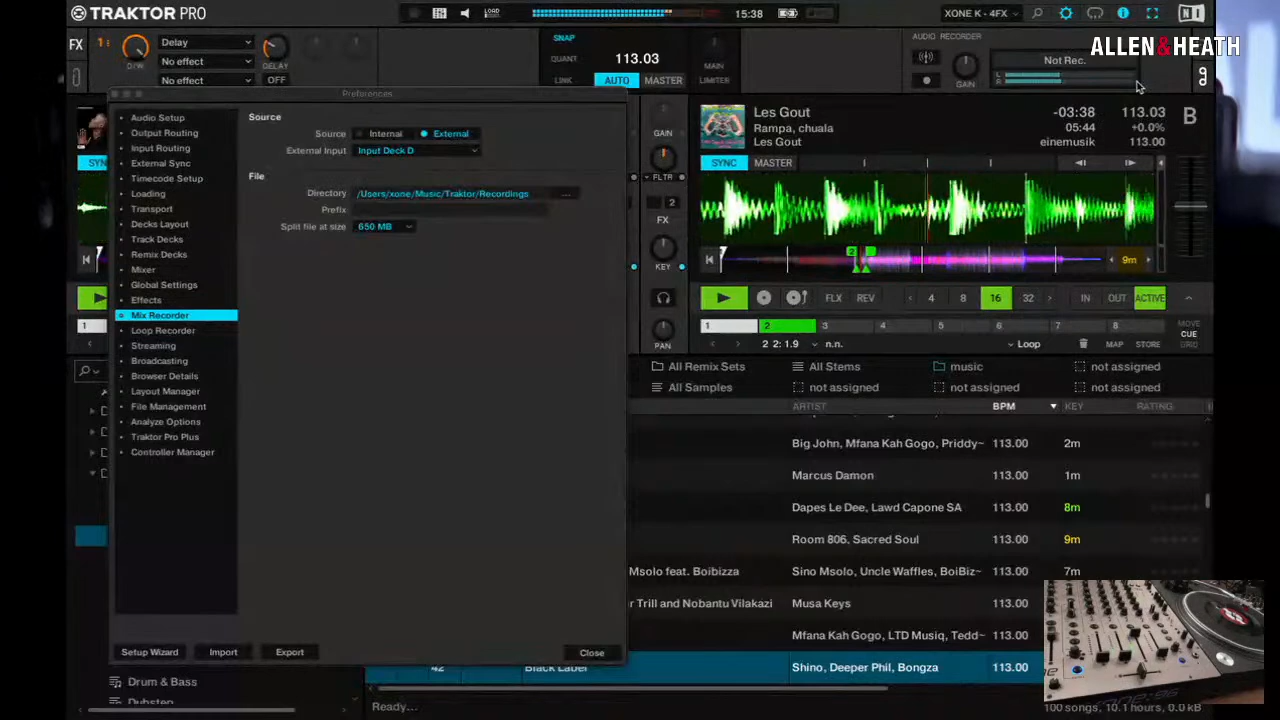 TRAKTOR PRO
LOAD
15:38
XONE K - 4FX
ALLEN&HEATH
FX
1
Delay
No effect
No effect
D/W
DELAY
OFF
SNAP
QUANT
LINK
113.03
AUTO
MASTER
MAIN
LIMITER
AUDIO RECORDER
Not Rec.
L
R
GAIN
Preferences
Audio Setup
Output Routing
Input Routing
External Sync
Timecode Setup
Loading
Transport
Decks Layout
Track Decks
Remix Decks
Mixer
Global Settings
Effects
Mix Recorder
Loop Recorder
Streaming
Broadcasting
Browser Details
Layout Manager
File Management
Analyze Options
Traktor Pro Plus
Controller Manager
Source
Source
Internal
External
External Input
Input Deck D
File
Directory
/Users/xone/Music/Traktor/Recordings
...
Prefix
Split file at size
650 MB
Setup Wizard
Import
Export
Close
GAIN
FLTR
2
FX
KEY
PAN
Les Gout
Rampa, chuala
Les Gout
-03:38
05:44
einemusik
113.03
+0.0%
113.00
B
SYNC
MASTER
2
9m
FLX
REV
4
8
16
32
IN
OUT
ACTIVE
1
2
3
4
5
6
7
8
MOVE
CUE
GRID
2 2: 1.9
n.n.
Loop
MAP
STORE
SYN
1
All Remix Sets
All Stems
music
not assigned
All Samples
not assigned
not assigned
not assigned
ARTIST
BPM
KEY
RATING
Big John, Mfana Kah Gogo, Priddy~
113.00
2m
Marcus Damon
113.00
1m
Dapes Le Dee, Lawd Capone SA
113.00
8m
Room 806, Sacred Soul
113.00
9m
Msolo feat. Boibizza
Sino Msolo, Uncle Waffles, BoiBiz~
113.00
7m
r Trill and Nobantu Vilakazi
Musa Keys
113.00
Mfana Kah Gogo, LTD Musiq, Tedd~
113.00
42
Black Label
Shino, Deeper Phil, Bongza
113.00
Drum & Bass
Dubstep
Ready...
100 songs, 10.1 hours, 0.0 kB